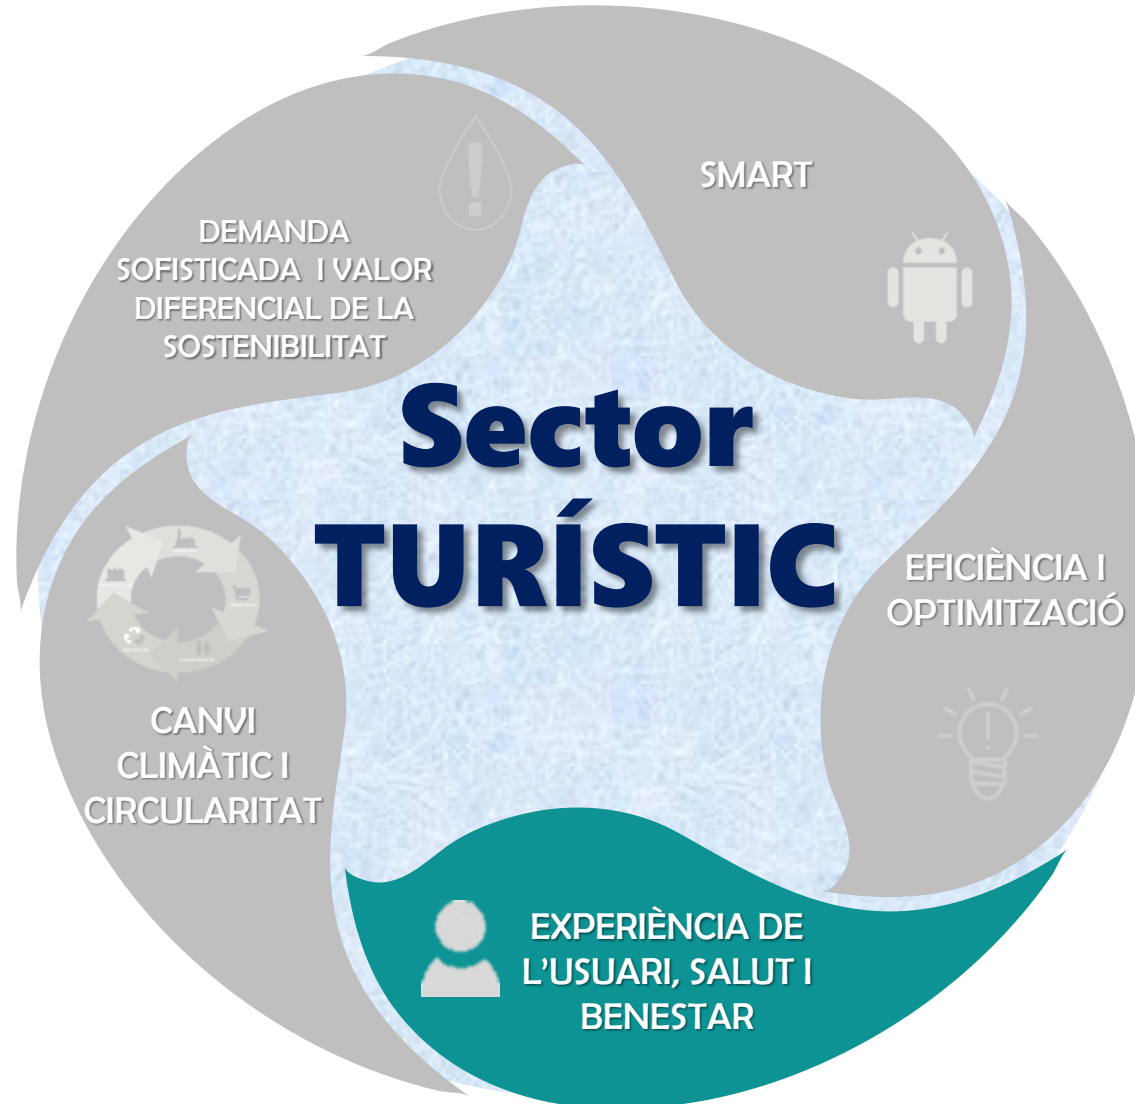 SMART
DEMANDA
SOFISTICADA I VALOR
DIFERENCIAL DE LA
SOSTENIBILITAT
Sector
TURÍSTIC
EFICIÈNCIA I
OPTIMITZACIÓ
CANVI
CLIMÀTIC I
CIRCULARITAT
EXPERIÈNCIA DE
L'USUARI, SALUT I
BENESTAR